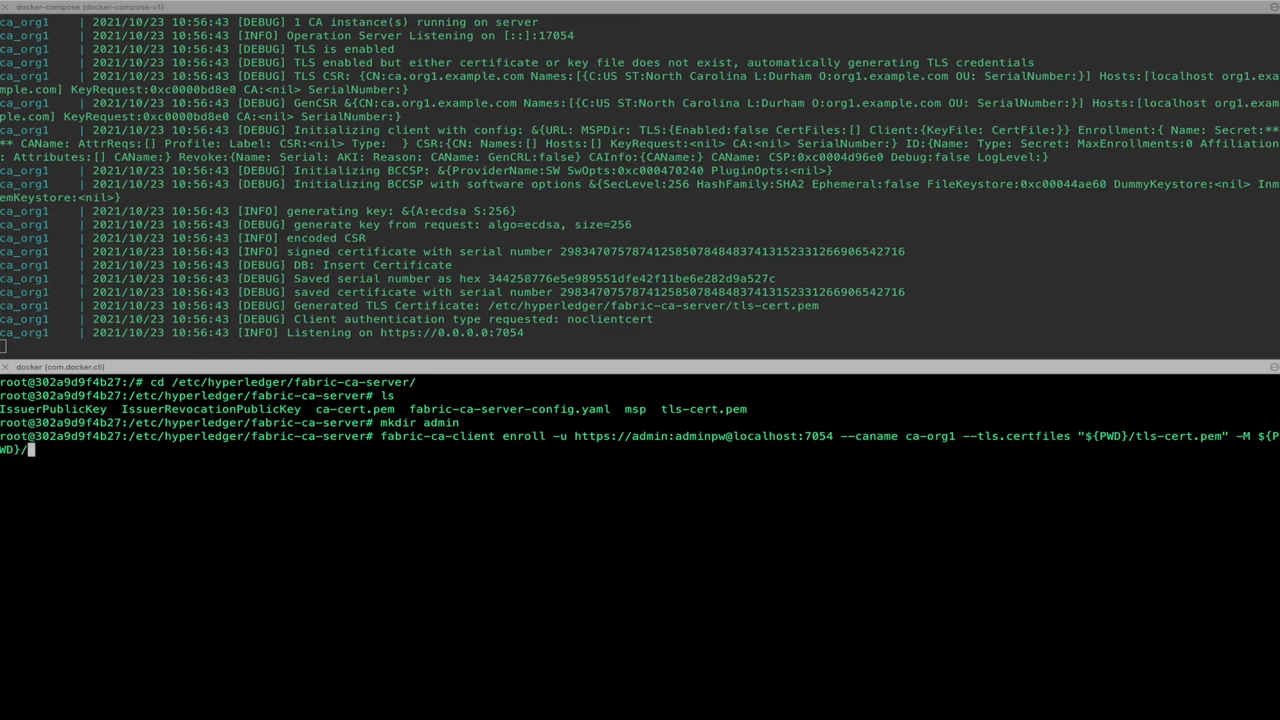 docker-compose (docker-compose-v1)
ca_org1    | 2021/10/23 10:56:43 [DEBUG] 1 CA instance(s) running on server
ca_org1    | 2021/10/23 10:56:43 [INFO] Operation Server Listening on [::]:17054
ca_org1    | 2021/10/23 10:56:43 [DEBUG] TLS is enabled
ca_org1    | 2021/10/23 10:56:43 [DEBUG] TLS enabled but either certificate or key file does not exist, automatically generating TLS credentials
ca_org1    | 2021/10/23 10:56:43 [DEBUG] TLS CSR: {CN:ca.org1.example.com Names:[{C:US ST:North Carolina L:Durham O:org1.example.com OU: SerialNumber:}] Hosts:[localhost org1.exa
mple.com] KeyRequest:0xc0000bd8e0 CA:<nil> SerialNumber:}
ca_org1    | 2021/10/23 10:56:43 [DEBUG] GenCSR &{CN:ca.org1.example.com Names:[{C:US ST:North Carolina L:Durham O:org1.example.com OU: SerialNumber:}] Hosts:[localhost org1.exam
ple.com] KeyRequest:0xc0000bd8e0 CA:<nil> SerialNumber:}
ca_org1    | 2021/10/23 10:56:43 [DEBUG] Initializing client with config: &{URL: MSPDir: TLS:{Enabled:false CertFiles:[] Client:{KeyFile: CertFile:}} Enrollment:{ Name: Secret:**
** CAName: AttrReqs:[] Profile: Label: CSR:<nil> Type:  } CSR:{CN: Names:[] Hosts:[] KeyRequest:<nil> CA:<nil> SerialNumber:} ID:{Name: Type: Secret: MaxEnrollments:0 Affiliation
: Attributes:[] CAName:} Revoke:{Name: Serial: AKI: Reason: CAName: GenCRL:false} CAInfo:{CAName:} CAName: CSP:0xc0004d96e0 Debug:false LogLevel:}
ca_org1    | 2021/10/23 10:56:43 [DEBUG] Initializing BCCSP: &{ProviderName:SW SwOpts:0xc000470240 PluginOpts:<nil>}
ca_org1    | 2021/10/23 10:56:43 [DEBUG] Initializing BCCSP with software options &{SecLevel:256 HashFamily:SHA2 Ephemeral:false FileKeystore:0xc00044ae60 DummyKeystore:<nil> Inm
emKeystore:<nil>}
ca_org1    | 2021/10/23 10:56:43 [INFO] generating key: &{A:ecdsa S:256}
ca_org1    | 2021/10/23 10:56:43 [DEBUG] generate key from request: algo=ecdsa, size=256
ca_org1    | 2021/10/23 10:56:43 [INFO] encoded CSR
ca_org1    | 2021/10/23 10:56:43 [INFO] signed certificate with serial number 298347075787412585078484837413152331266906542716
ca_org1    | 2021/10/23 10:56:43 [DEBUG] DB: Insert Certificate
ca_org1    | 2021/10/23 10:56:43 [DEBUG] Saved serial number as hex 344258776e5e989551dfe42f11be6e282d9a527c
ca_org1    | 2021/10/23 10:56:43 [DEBUG] saved certificate with serial number 298347075787412585078484837413152331266906542716
ca_org1    | 2021/10/23 10:56:43 [INFO] Generated TLS Certificate: /etc/hyperledger/fabric-ca-server/tls-cert.pem
ca_org1    | 2021/10/23 10:56:43 [DEBUG] Client authentication type requested: noclientcert
ca_org1    | 2021/10/23 10:56:43 [INFO] Listening on https://0.0.0.0:7054
docker (com.docker.cli)
root@302a9d9f4b27:/# cd /etc/hyperledger/fabric-ca-server/
root@302a9d9f4b27:/etc/hyperledger/fabric-ca-server# ls
IssuerPublicKey  IssuerRevocationPublicKey  ca-cert.pem  fabric-ca-server-config.yaml  msp  tls-cert.pem
root@302a9d9f4b27:/etc/hyperledger/fabric-ca-server# mkdir admin
root@302a9d9f4b27:/etc/hyperledger/fabric-ca-server# fabric-ca-client enroll -u https://admin:adminpw@localhost:7054 --caname ca-org1 --tls.certfiles "${PWD}/tls-cert.pem" -M ${P
WD}/